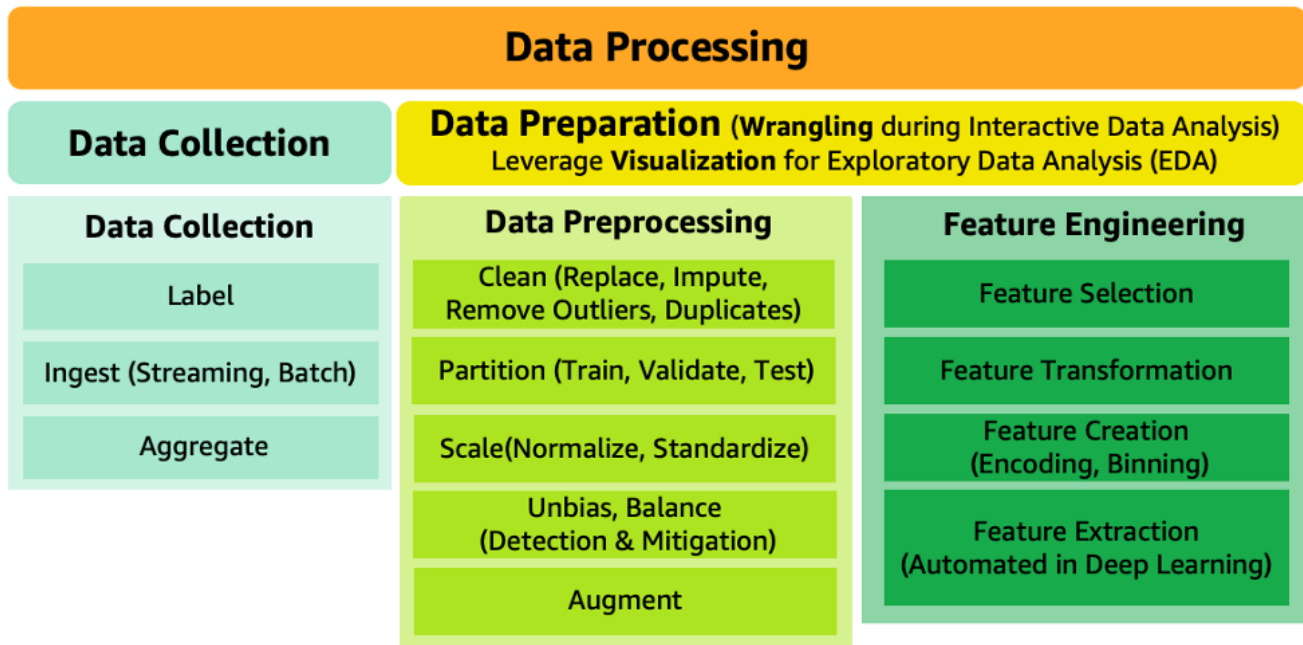 Data Processing
Data Collection
Data Preparation (Wrangling during Interactive Data Analysis)
Leverage Visualization for Exploratory Data Analysis (EDA)
Data Collection
Label
Ingest (Streaming, Batch)
Aggregate
Data Preprocessing
Clean (Replace, Impute,
Remove Outliers, Duplicates)
Partition (Train, Validate, Test)
Scale(Normalize, Standardize)
Unbias, Balance
(Detection & Mitigation)
Augment
Feature Engineering
Feature Selection
Feature Transformation
Feature Creation
(Encoding, Binning)
Feature Extraction
(Automated in Deep Learning)